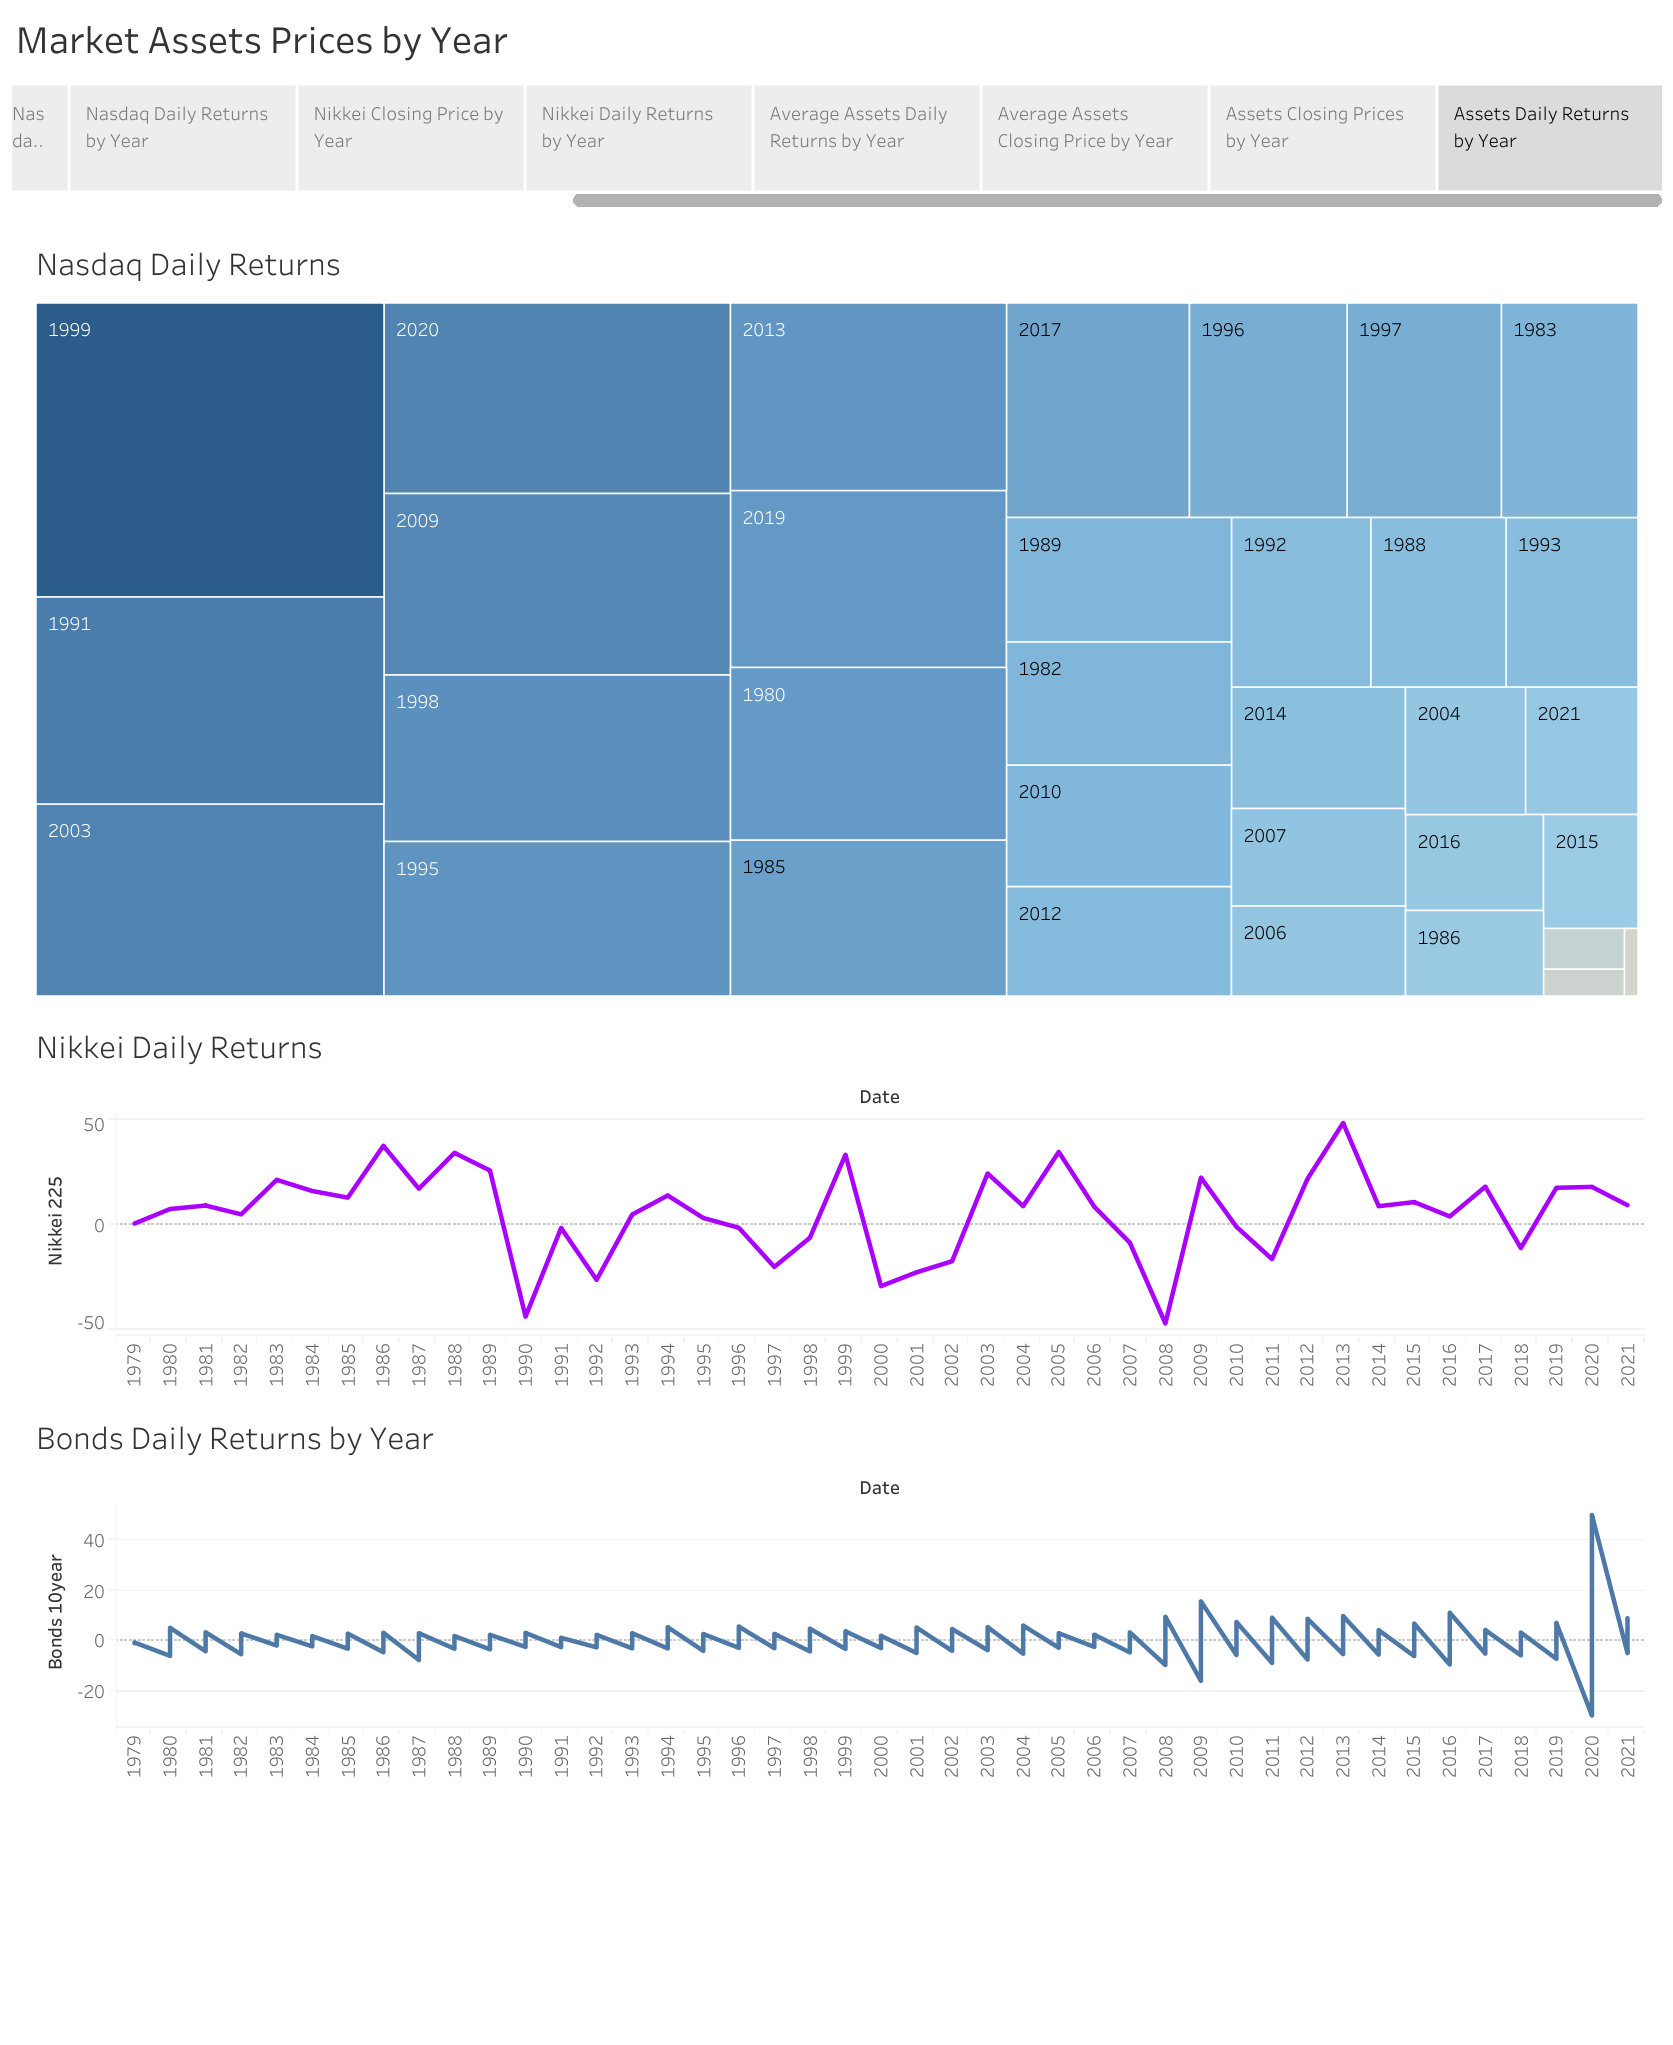 Market Assets Prices by Year
Nas
da..
Nasdaq Daily Returns
by Year
Nikkei Closing Price by
Year
Nikkei Daily Returns
by Year
Average Assets Daily
Returns by Year
Average Assets
Closing Price by Year
Assets Closing Prices
by Year
Assets Daily Returns
by Year
Nasdaq Daily Returns
1999
2020
2013
2017
1996
1997
1983
2009
2019
1989
1992
1988
1993
1991
1998
1980
1982
2014
2004
2021
2003
1995
1985
2010
2007
2016
2015
2012
2006
1986
Nikkei Daily Returns
Date
Nikkei 225
50
0
-50
1979 1980 1981 1982 1983 1984 1985 1986 1987 1988 1989 1990 1991 1992 1993 1994 1995 1996 1997 1998 1999 2000 2001 2002 2003 2004 2005 2006 2007 2008 2009 2010 2011 2012 2013 2014 2015 2016 2017 2018 2019 2020 2021
Bonds Daily Returns by Year
Date
Bonds 10year
40
20
0
-20
1979 1980 1981 1982 1983 1984 1985 1986 1987 1988 1989 1990 1991 1992 1993 1994 1995 1996 1997 1998 1999 2000 2001 2002 2003 2004 2005 2006 2007 2008 2009 2010 2011 2012 2013 2014 2015 2016 2017 2018 2019 2020 2021